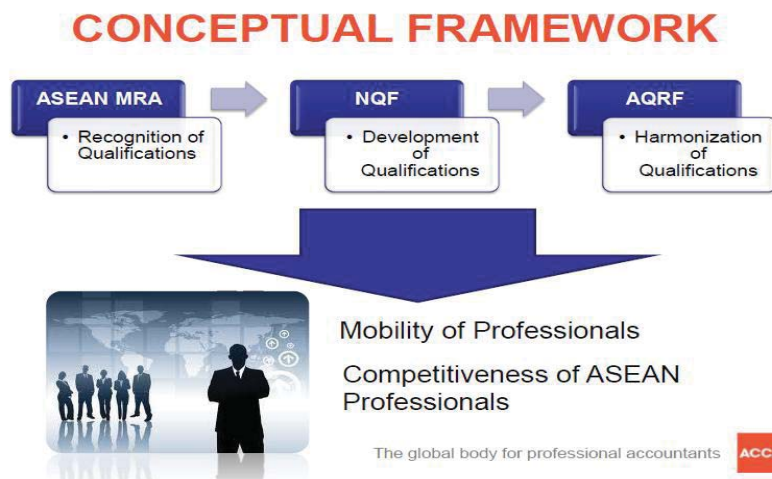 CONCEPTUAL FRAMEWORK
ASEAN MRA
• Recognition of
Qualifications
NQF
• Development
of
Qualifications
AQRF
• Harmonization
of
Qualifications
Mobility of Professionals
Competitiveness of ASEAN
Professionals
The global body for professional accountants
ACC